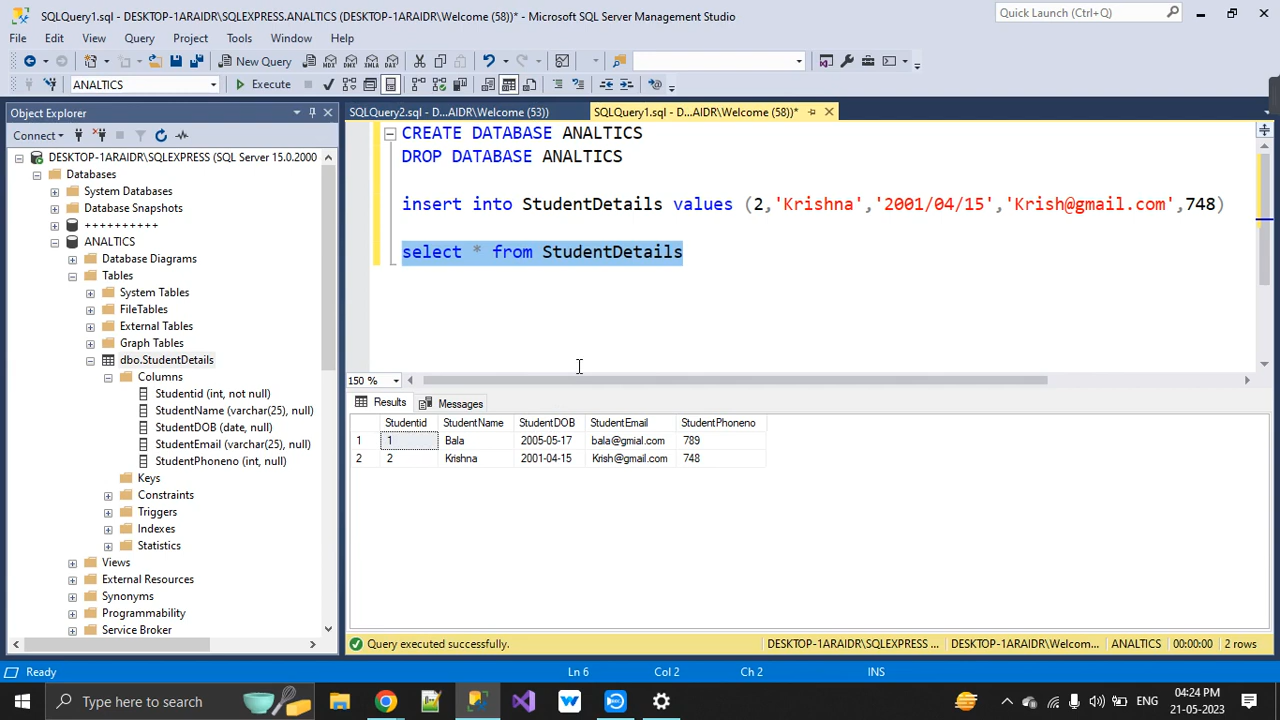 SQLQuery1.sql - DESKTOP-1ARAIDR\SQLEXPRESS.ANALTICS (DESKTOP-1ARAIDR\Welcome (58))* - Microsoft SQL Server Management Studio
Quick Launch (Ctrl+Q)
File Edit View Query Project Tools Window Help
New Query
MDX DMX XMLA DAX
ANALTICS
Execute
Object Explorer
SQLQuery2.sql - D...AIDR\Welcome (53))
SQLQuery1.sql - D...AIDR\Welcome (58))*
Connect
DESKTOP-1ARAIDR\SQLEXPRESS (SQL Server 15.0.2000
Databases
System Databases
Database Snapshots
++++++++++
ANALTICS
Database Diagrams
Tables
System Tables
FileTables
External Tables
Graph Tables
dbo.StudentDetails
Columns
Studentid (int, not null)
StudentName (varchar(25), null)
StudentDOB (date, null)
StudentEmail (varchar(25), null)
StudentPhoneno (int, null)
Keys
Constraints
Triggers
Indexes
Statistics
Views
External Resources
Synonyms
Programmability
Service Broker
CREATE DATABASE ANALTICS
DROP DATABASE ANALTICS
insert into StudentDetails values (2,'Krishna','2001/04/15','Krish@gmail.com',748)
select * from StudentDetails
150 %
Results Messages
Studentid StudentName StudentDOB StudentEmail StudentPhoneno
1 1 Bala 2005-05-17 bala@gmial.com 789
2 2 Krishna 2001-04-15 Krish@gmail.com 748
Query executed successfully.
DESKTOP-1ARAIDR\SQLEXPRESS ... DESKTOP-1ARAIDR\Welcom... ANALTICS 00:00:00 2 rows
Ready Ln 6 Col 2 Ch 2 INS
Type here to search
ENG
04:24 PM
21-05-2023